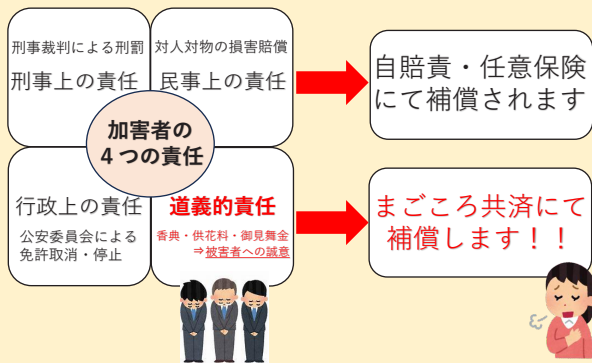 刑事裁判による刑罰
刑事上の責任
対人対物の損害賠償
民事上の責任
加害者の
4つの責任
行政上の責任
公安委員会による
免許取消・停止
道義的責任
香典・供花料・御見舞金
⇒被害者への誠意
自賠責・任意保険
にて補償されます
まごころ共済にて
補償します！！